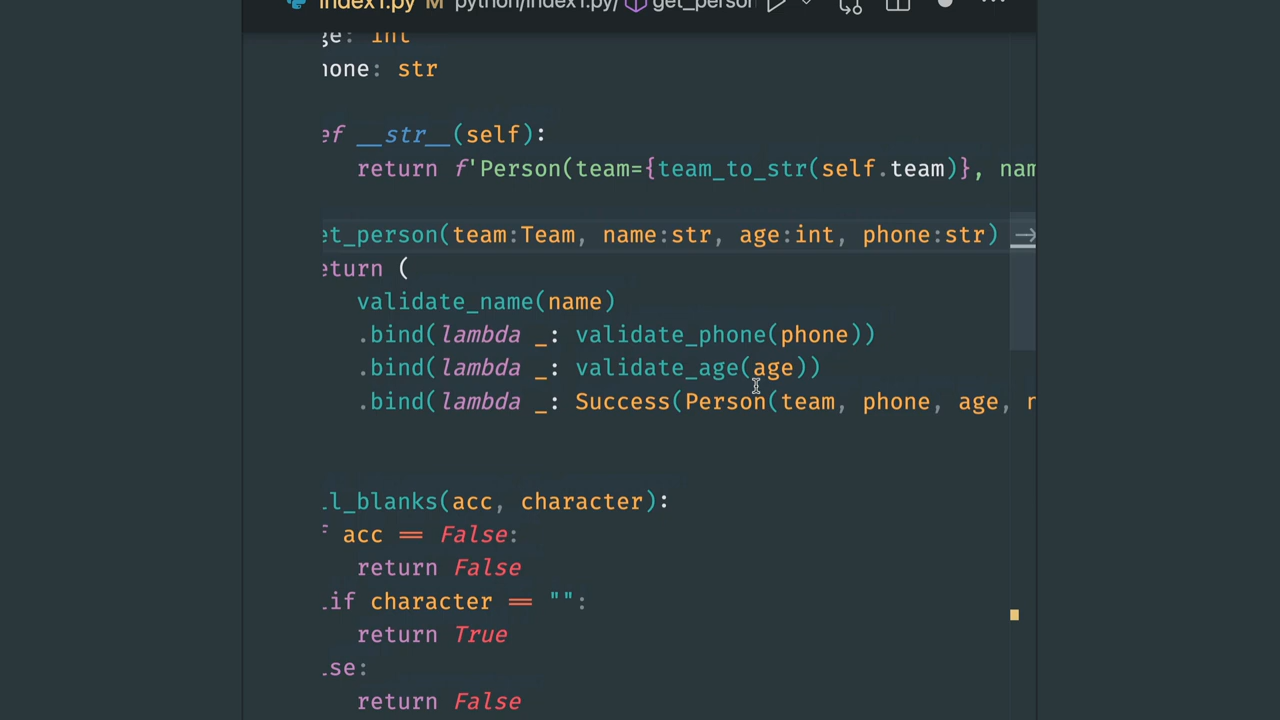 index1.py M python/index1.py/ get_person
ge: int
hone: str
ef __str__(self):
return f'Person(team={team_to_str(self.team)}, nam
et_person(team:Team, name:str, age:int, phone:str) →
eturn (
validate_name(name)
.bind(lambda _: validate_phone(phone))
.bind(lambda _: validate_age(age))
.bind(lambda _: Success(Person(team, phone, age, n
ll_blanks(acc, character):
f acc == False:
return False
lif character == "":
return True
se:
return False